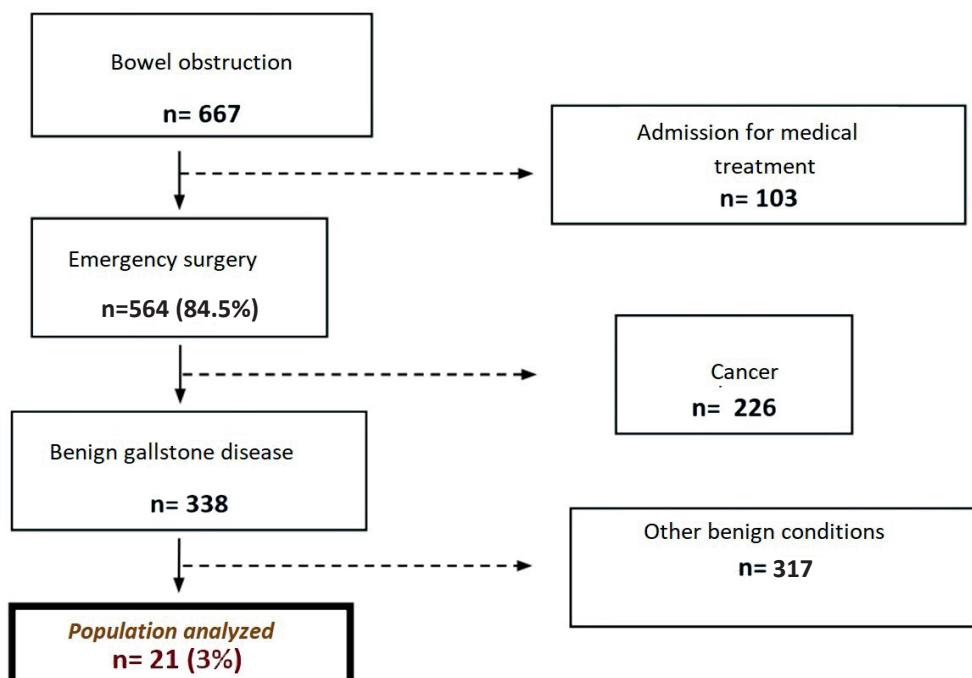 Bowel obstruction
n= 667
Admission for medical
treatment
n= 103
Emergency surgery
n=564 (84.5%)
Cancer
n= 226
Benign gallstone disease
n= 338
Other benign conditions
n= 317
Population analyzed
n= 21 (3%)